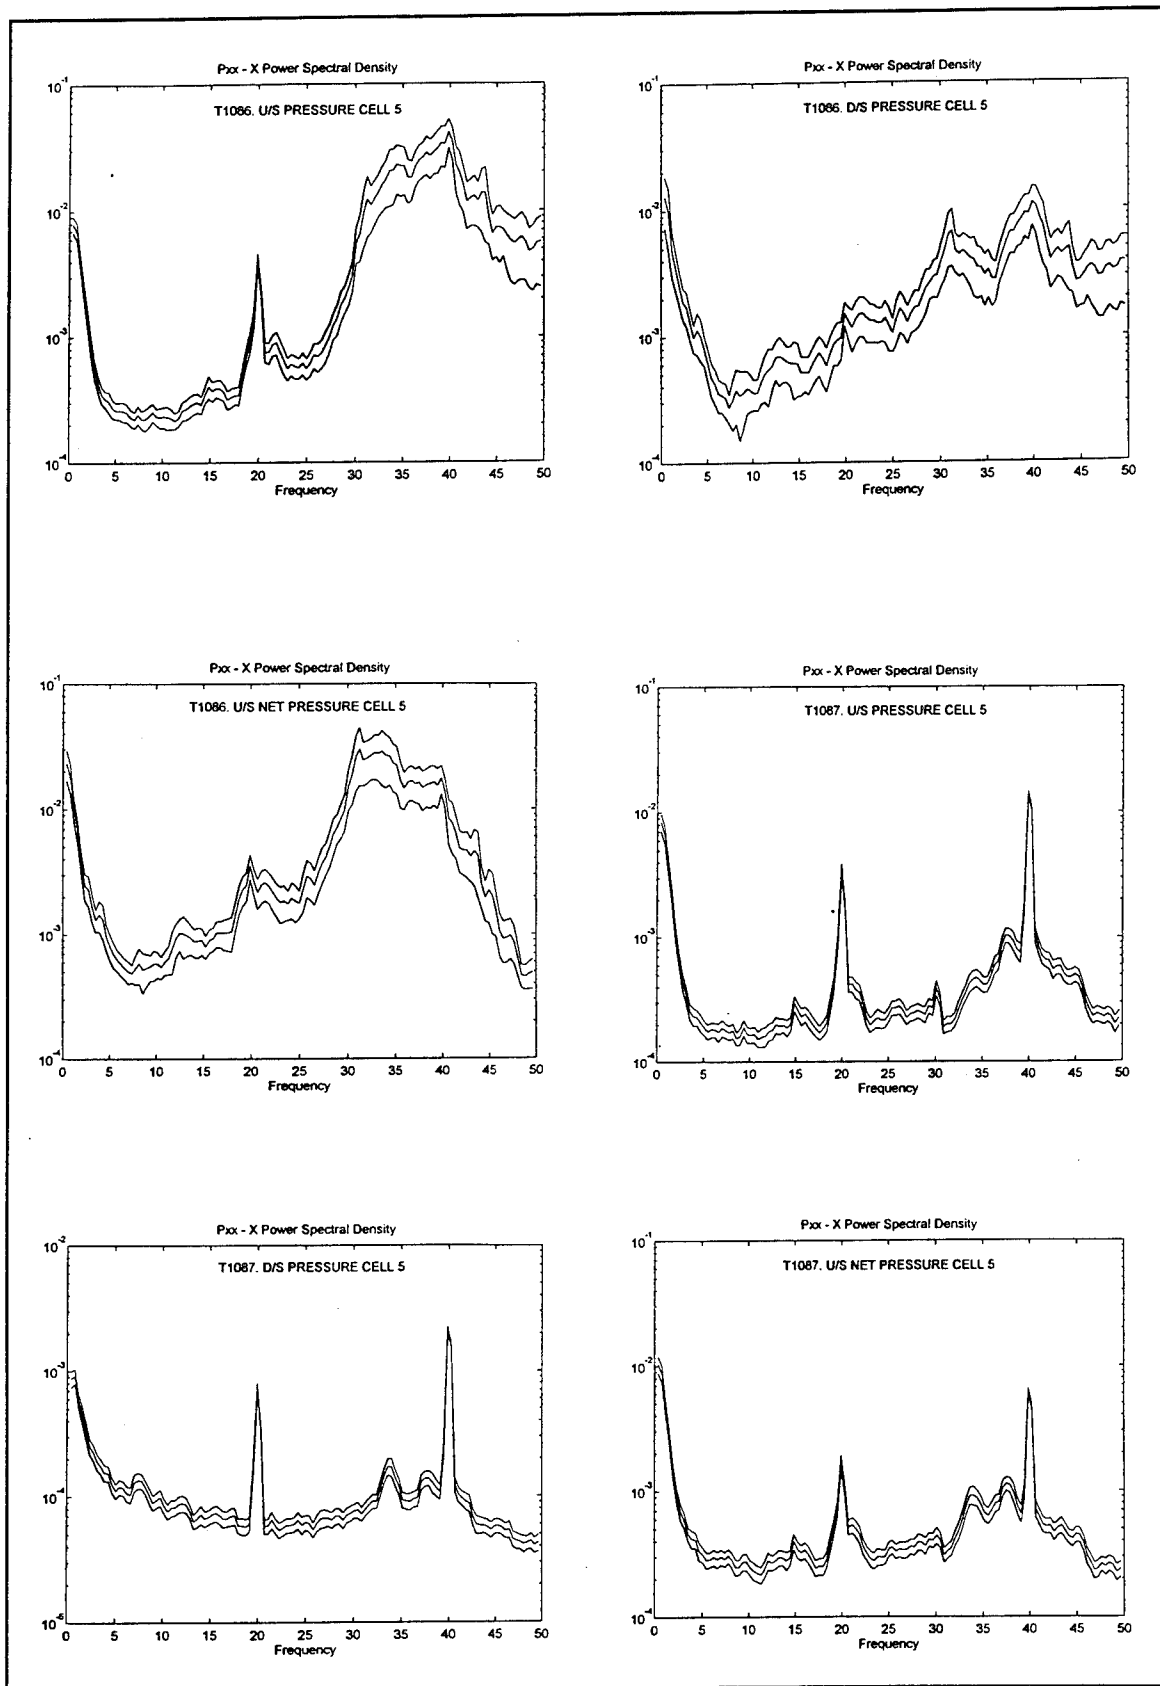 Pxx - X Power Spectral Density
T1086. U/S PRESSURE CELL 5
10-1
10-2
10-3
10-4
0 5 10 15 20 25 30 35 40 45 50
Frequency
Pxx - X Power Spectral Density
T1086. D/S PRESSURE CELL 5
10-1
10-2
10-3
10-4
0 5 10 15 20 25 30 35 40 45 50
Frequency
Pxx - X Power Spectral Density
T1086. U/S NET PRESSURE CELL 5
10-1
10-2
10-3
10-4
0 5 10 15 20 25 30 35 40 45 50
Frequency
Pxx - X Power Spectral Density
T1087. U/S PRESSURE CELL 5
10-1
10-2
10-3
10-4
0 5 10 15 20 25 30 35 40 45 50
Frequency
Pxx - X Power Spectral Density
T1087. D/S PRESSURE CELL 5
10-2
10-3
10-4
10-5
0 5 10 15 20 25 30 35 40 45 50
Frequency
Pxx - X Power Spectral Density
T1087. U/S NET PRESSURE CELL 5
10-1
10-2
10-3
10-4
0 5 10 15 20 25 30 35 40 45 50
Frequency